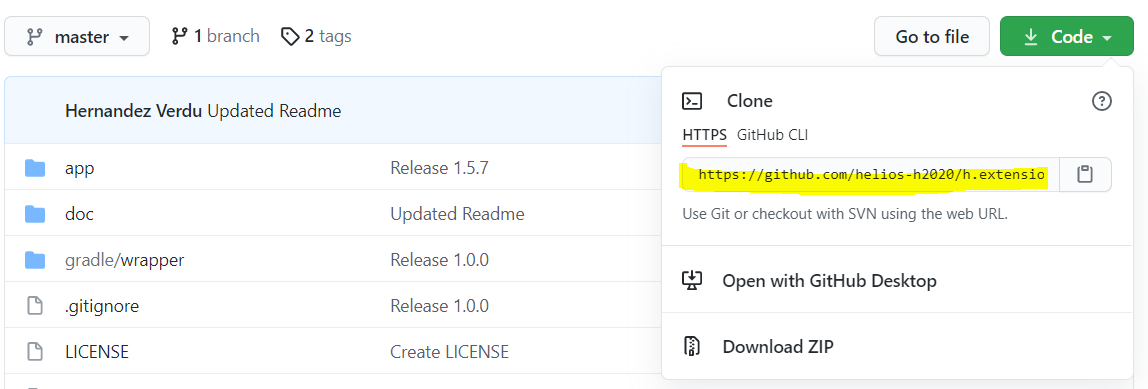 master
1 branch
2 tags
Go to file
Code
Hernandez Verdu Updated Readme
app Release 1.5.7
doc Updated Readme
gradle/wrapper Release 1.0.0
.gitignore Release 1.0.0
LICENSE Create LICENSE
Clone
HTTPS GitHub CLI
https://github.com/helios-h2020/h.extensio
Use Git or checkout with SVN using the web URL.
Open with GitHub Desktop
Download ZIP